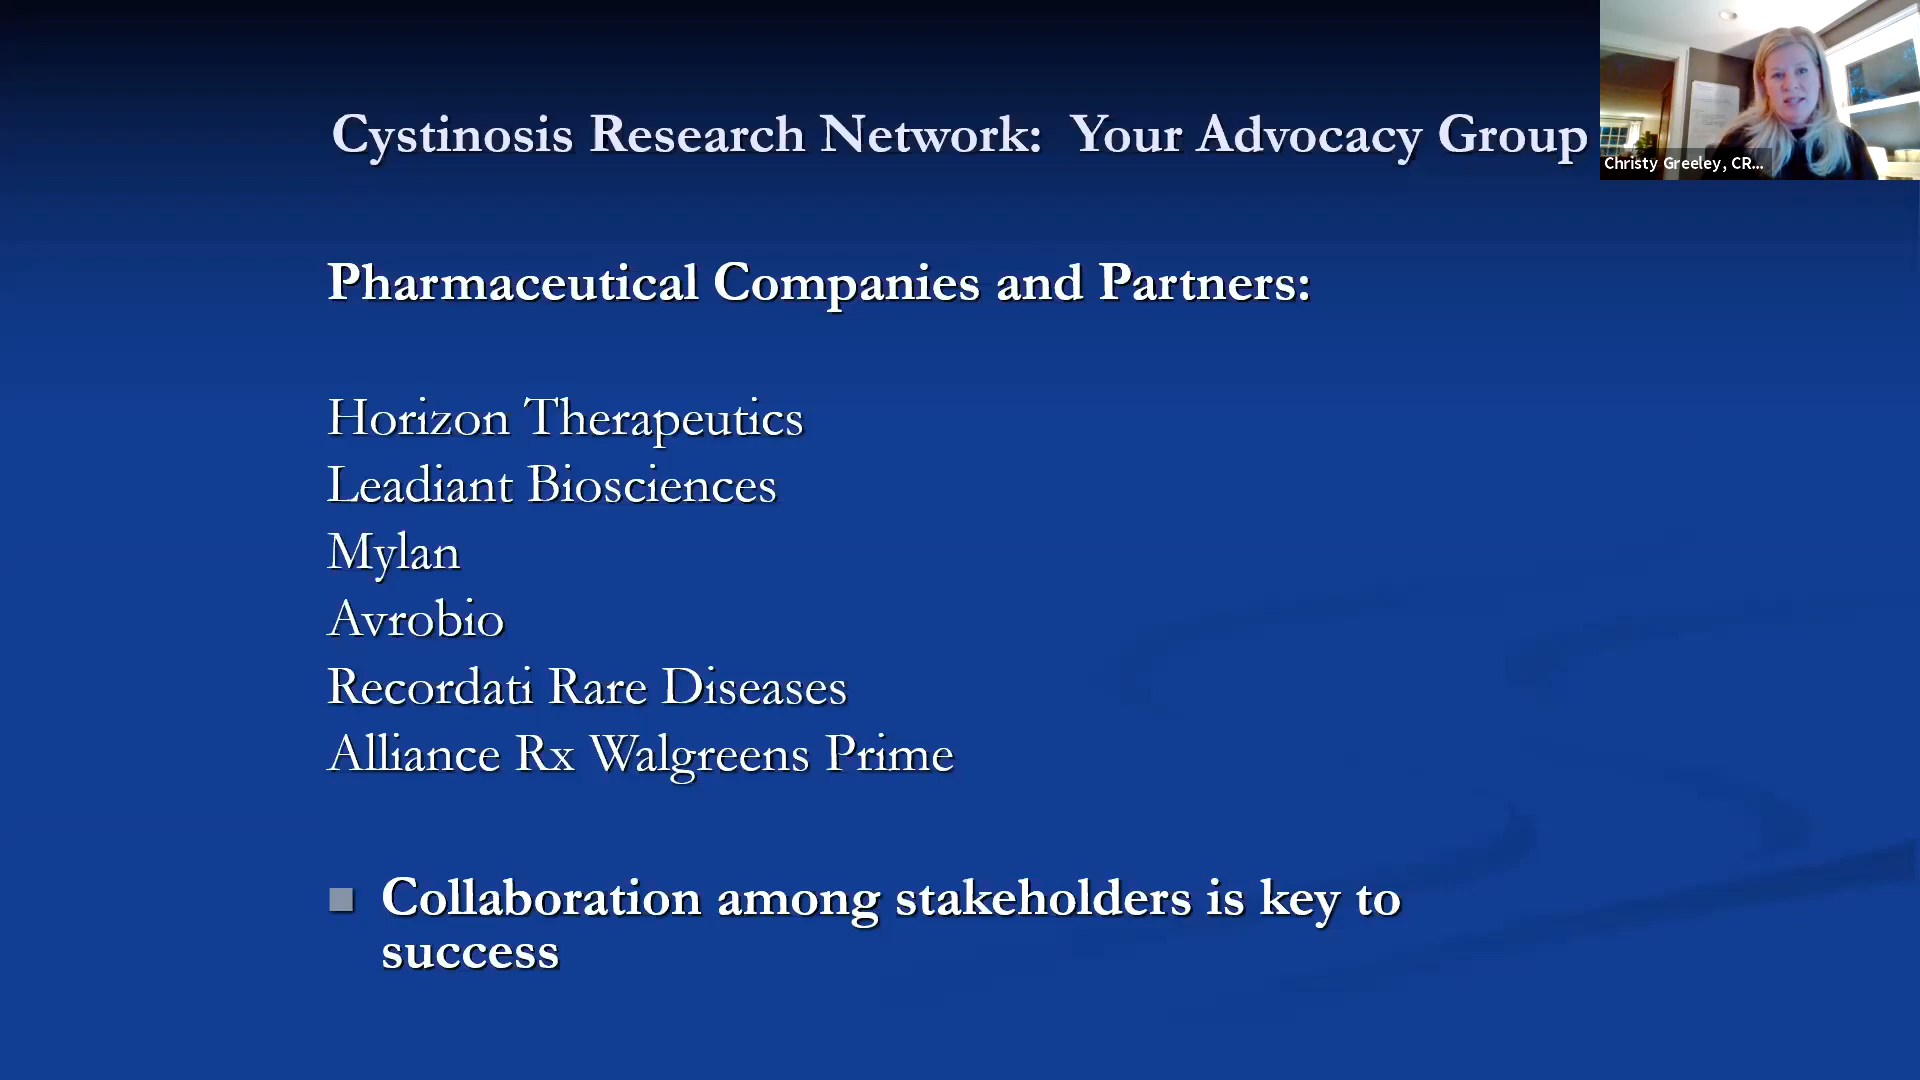 Cystinosis Research Network: Your Advocacy Group
Christy Greeley, CR...
Pharmaceutical Companies and Partners:
Horizon Therapeutics
Leadiant Biosciences
Mylan
Avrobio
Recordati Rare Diseases
Alliance Rx Walgreens Prime
Collaboration among stakeholders is key to
success